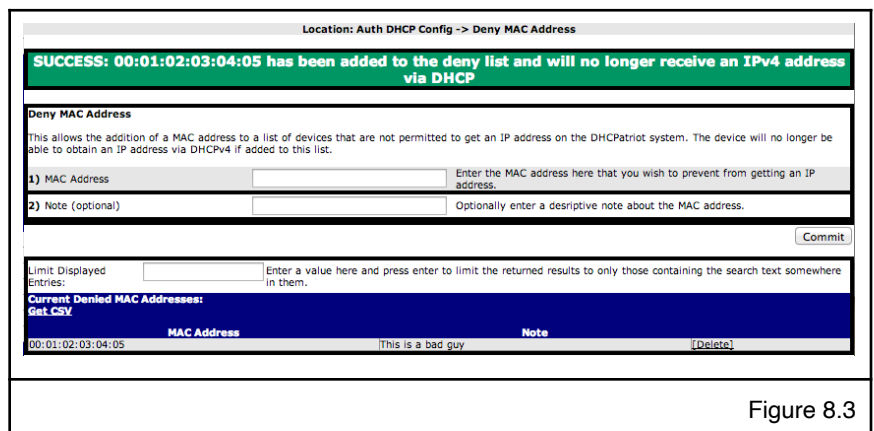 Location: Auth DHCP Config -> Deny MAC Address
SUCCESS: 00:01:02:03:04:05 has been added to the deny list and will no longer receive an IPv4 address
via DHCP
Deny MAC Address
This allows the addition of a MAC address to a list of devices that are not permitted to get an IP address on the DHCPatriot system. The device will no longer be
able to obtain an IP address via DHCPv4 if added to this list.
1) MAC Address Enter the MAC address here that you wish to prevent from getting an IP
address.
2) Note (optional) Optionally enter a desriptive note about the MAC address.
Commit
Limit Displayed Enter a value here and press enter to limit the returned results to only those containing the search text somewhere
Entries: in them.
Current Denied MAC Addresses:
Get CSV
MAC Address Note
00:01:02:03:04:05 This is a bad guy [Delete]
Figure 8.3